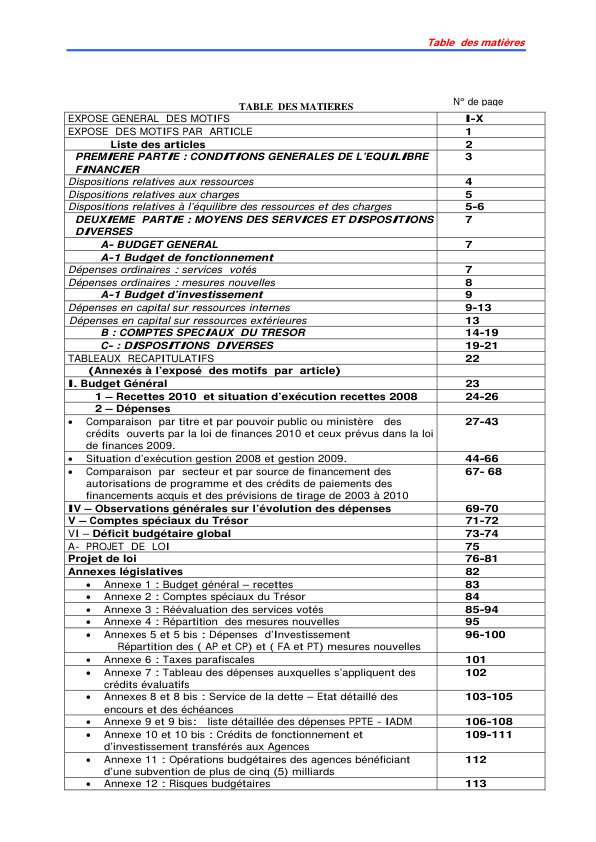 Table des matières
TABLE DES MATIERES
N° de page
EXPOSE GENERAL DES MOTIFS I-X
EXPOSE DES MOTIFS PAR ARTICLE 1
Liste des articles 2
PREMIERE PARTIE : CONDITIONS GENERALES DE L'EQUILIBRE 3
FINANCIER
Dispositions relatives aux ressources 4
Dispositions relatives aux charges 5
Dispositions relatives à l'équilibre des ressources et des charges 5-6
DEUXIEME PARTIE : MOYENS DES SERVICES ET DISPOSITIONS 7
DIVERSES
A- BUDGET GENERAL 7
A-1 Budget de fonctionnement
Dépenses ordinaires : services votés 7
Dépenses ordinaires : mesures nouvelles 8
A-1 Budget d'investissement 9
Dépenses en capital sur ressources internes 9-13
Dépenses en capital sur ressources extérieures 13
B : COMPTES SPECIAUX DU TRESOR 14-19
C- : DISPOSITIONS DIVERSES 19-21
TABLEAUX RECAPITULATIFS 22
(Annexés à l'exposé des motifs par article)
I. Budget Général 23
1 – Recettes 2010 et situation d'exécution recettes 2008 24-26
2 – Dépenses
• Comparaison par titre et par pouvoir public ou ministère des 27-43
crédits ouverts par la loi de finances 2010 et ceux prévus dans la loi
de finances 2009.
• Situation d'exécution gestion 2008 et gestion 2009. 44-66
• Comparaison par secteur et par source de financement des 67- 68
autorisations de programme et des crédits de paiements des
financements acquis et des prévisions de tirage de 2003 à 2010
IV – Observations générales sur l'évolution des dépenses 69-70
V – Comptes spéciaux du Trésor 71-72
VI – Déficit budgétaire global 73-74
A- PROJET DE LOI 75
Projet de loi 76-81
Annexes législatives 82
• Annexe 1 : Budget général – recettes 83
• Annexe 2 : Comptes spéciaux du Trésor 84
• Annexe 3 : Réévaluation des services votés 85-94
• Annexe 4 : Répartition des mesures nouvelles 95
• Annexes 5 et 5 bis : Dépenses d'Investissement 96-100
Répartition des ( AP et CP) et ( FA et PT) mesures nouvelles
• Annexe 6 : Taxes parafiscales 101
• Annexe 7 : Tableau des dépenses auxquelles s'appliquent des 102
crédits évaluatifs
• Annexes 8 et 8 bis : Service de la dette – Etat détaillé des 103-105
encours et des échéances
• Annexe 9 et 9 bis: liste détaillée des dépenses PPTE - IADM 106-108
• Annexe 10 et 10 bis : Crédits de fonctionnement et 109-111
d'investissement transférés aux Agences
• Annexe 11 : Opérations budgétaires des agences bénéficiant 112
d'une subvention de plus de cinq (5) milliards
• Annexe 12 : Risques budgétaires 113